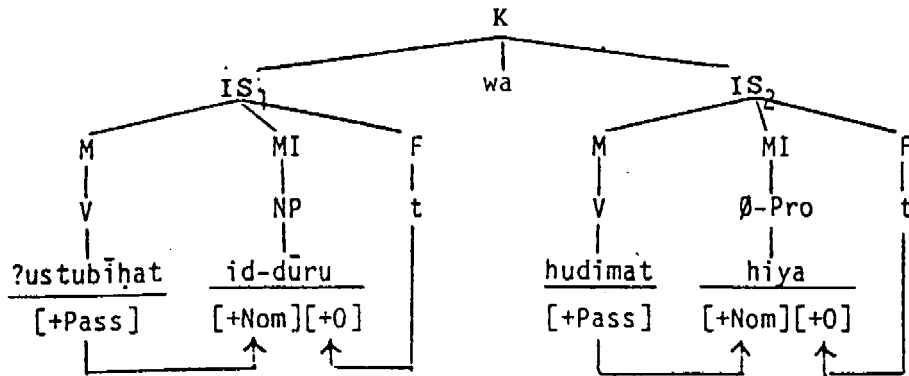 K
IS1 wa IS2
M MI F M MI F
V NP t V Ø-Pro t
?ustubīḥat id-dūru hudimat hiya
[+Pass] [+Nom][+O] [+Pass] [+Nom][+O]